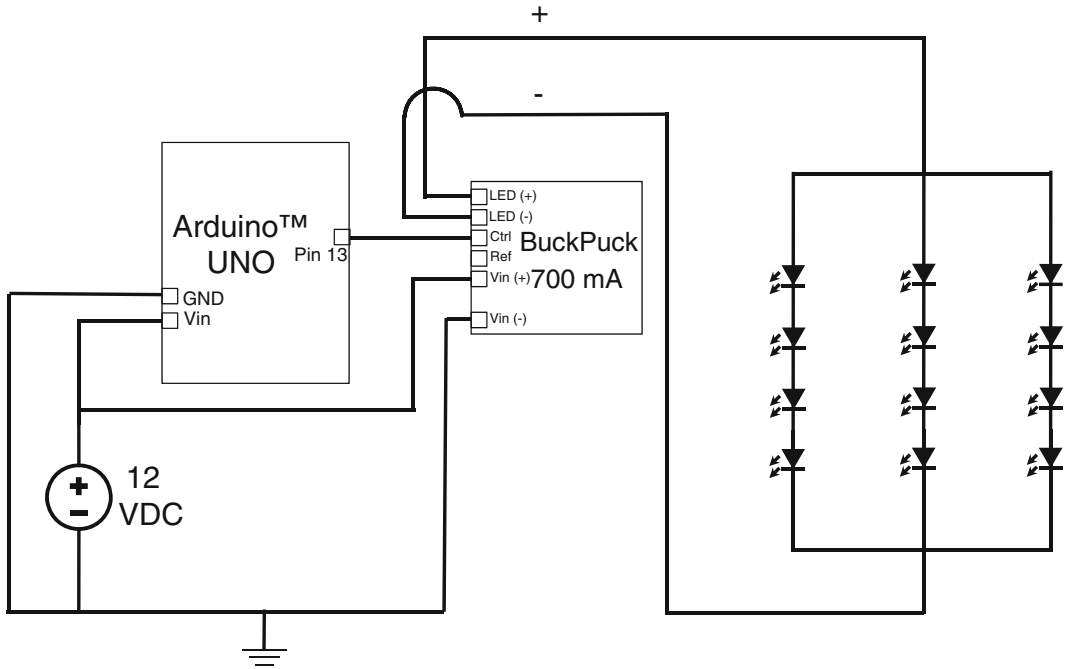 +
-
Arduino™
UNO
Pin 13
GND
Vin
LED (+)
LED (-)
Ctrl
Ref
Vin (+)
Vin (-)
BuckPuck
700 mA
12
VDC